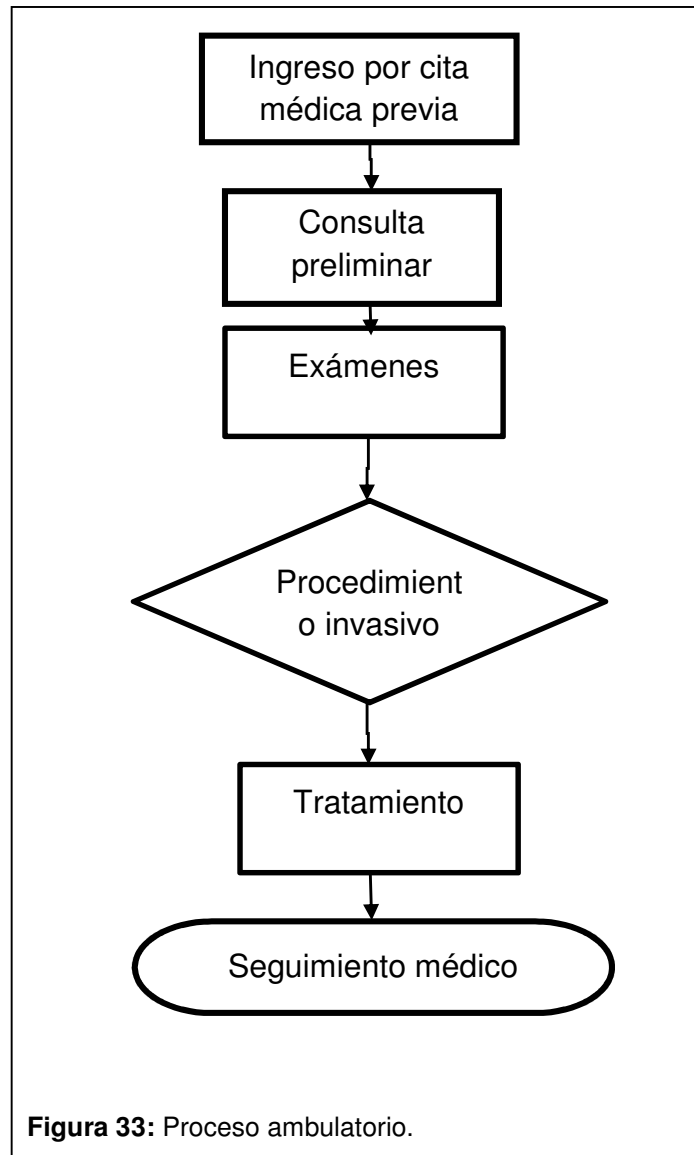 Ingreso por cita
médica previa
Consulta
preliminar
Exámenes
Procedimient
o invasivo
Tratamiento
Seguimiento médico
Figura 33: Proceso ambulatorio.